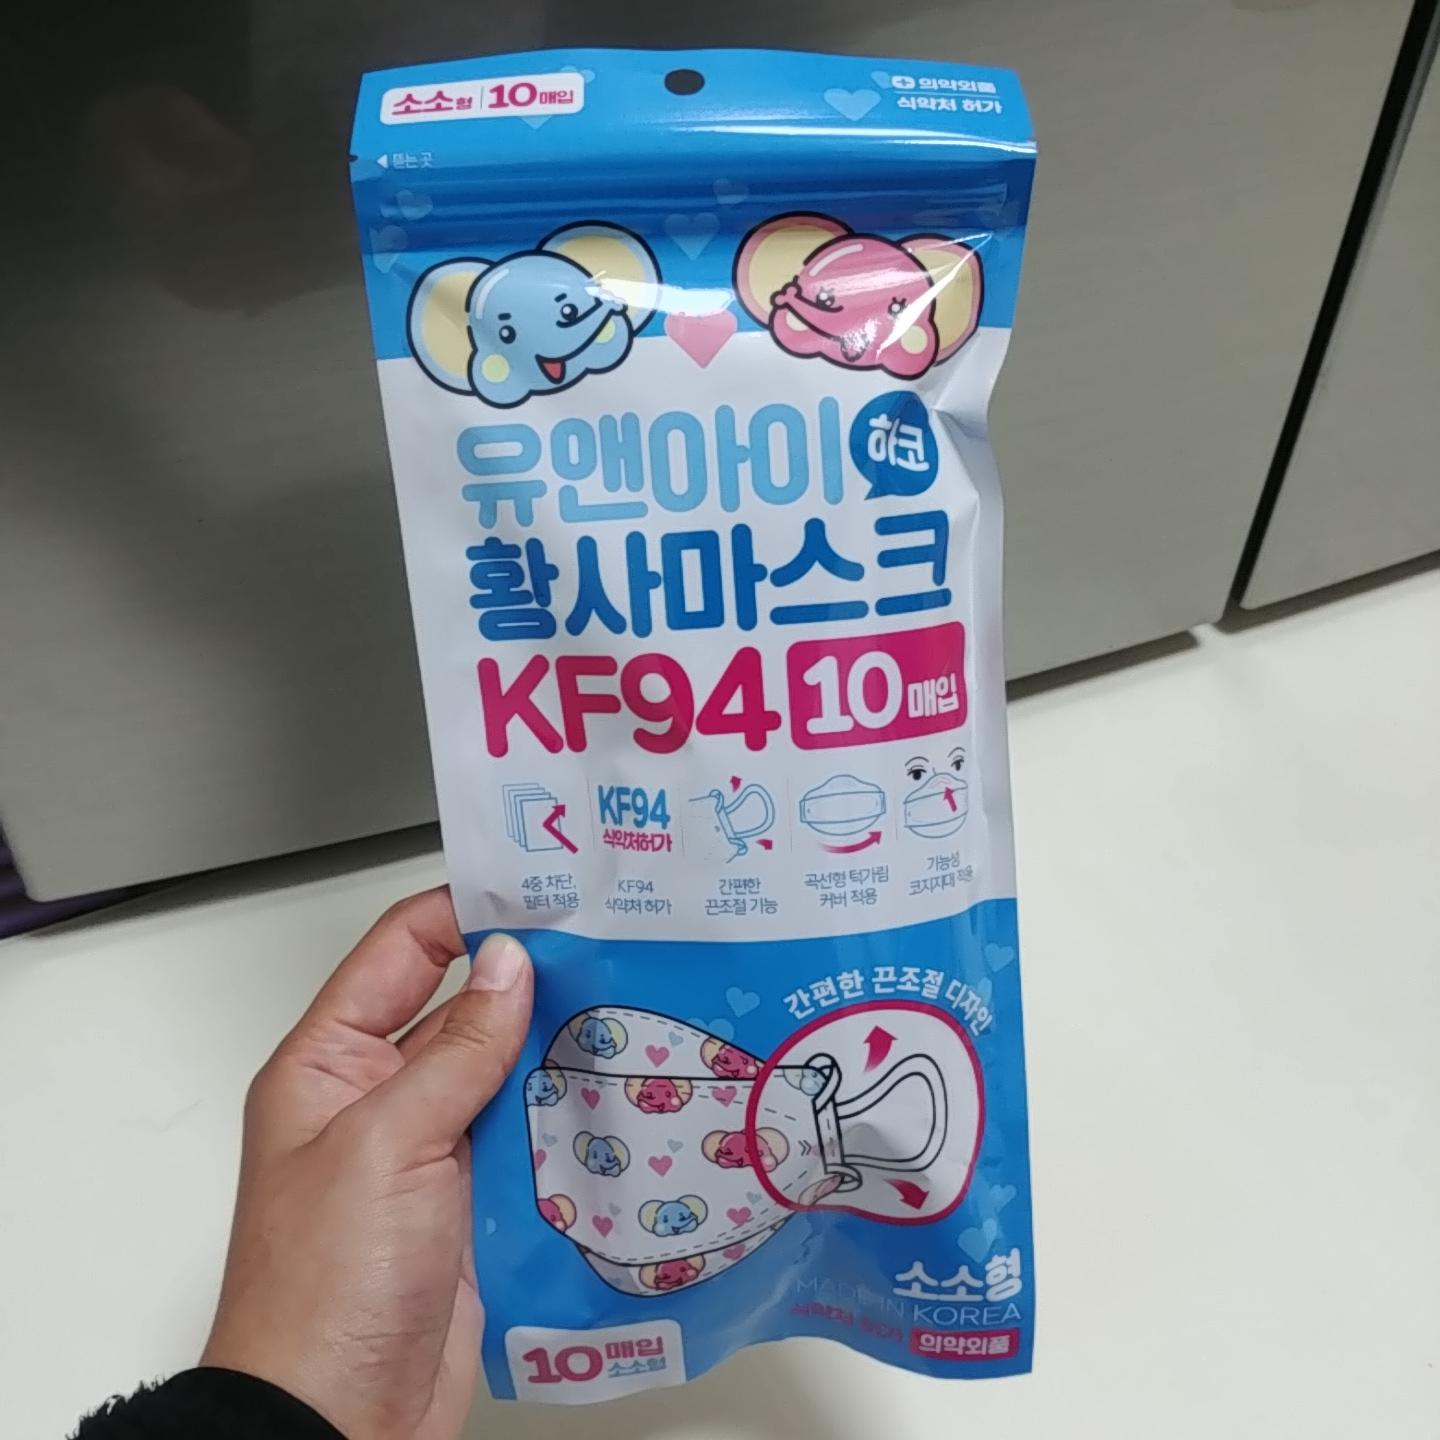 소소형 10매입
의약외품
식약처 허가
뜯는곳
유앤아이 하코
황사마스크
KF94 10매입
KF94
식약처허가
4중 차단,
필터 적용
KF94
식약처 허가
간편한
끈조절 기능
곡선형 턱가림
커버 적용
가능성
코지지대 적용
간편한 끈조절 디자인
소소형
MADE IN KOREA
식약처 허가 의약외품
10매입
소소형